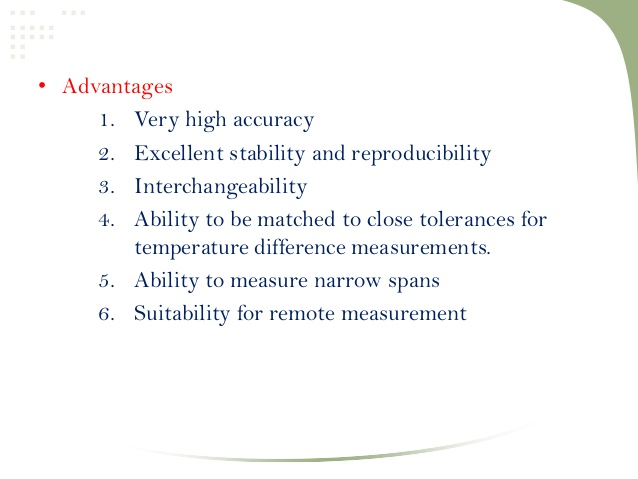 • Advantages
1. Very high accuracy
2. Excellent stability and reproducibility
3. Interchangeability
4. Ability to be matched to close tolerances for
temperature difference measurements.
5. Ability to measure narrow spans
6. Suitability for remote measurement